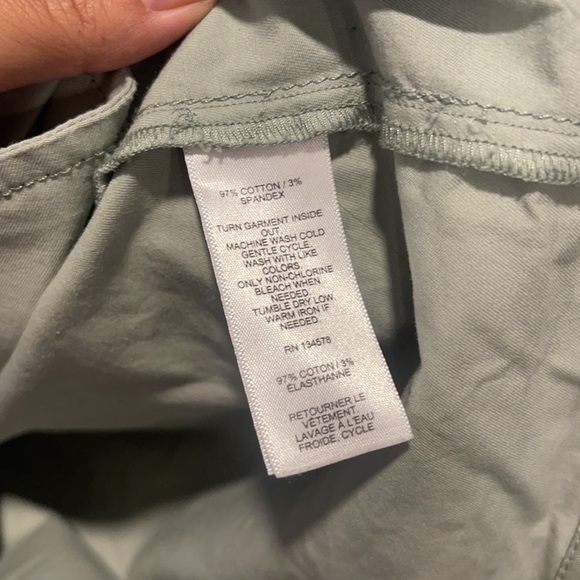 97% COTTON / 3%
SPANDEX
TURN GARMENT INSIDE
OUT.
MACHINE WASH COLD
GENTLE CYCLE.
WASH WITH LIKE
COLORS.
ONLY NON-CHLORINE
BLEACH WHEN
NEEDED.
TUMBLE DRY LOW.
WARM IRON IF
NEEDED.
RN 134578
97% COTON / 3%
ÉLASTHANNE
RETOURNER LE
VÊTEMENT.
LAVAGE À L'EAU
FROIDE, CYCLE